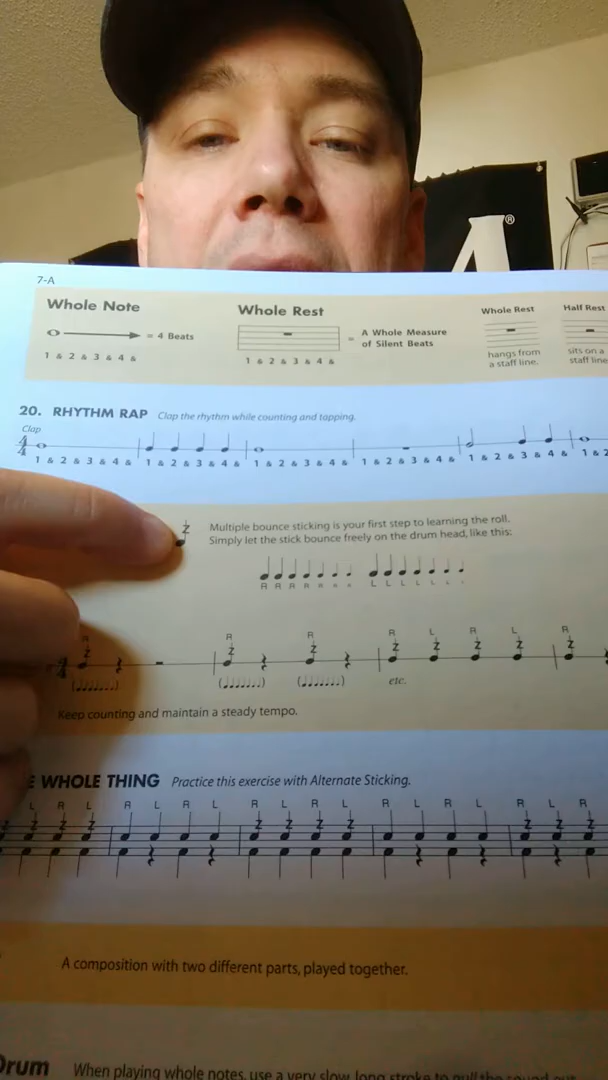 A®
7-A
Whole Note
= 4 Beats
1 & 2 & 3 & 4 &
Whole Rest
= A Whole Measure
of Silent Beats
1 & 2 & 3 & 4 &
Whole Rest
hangs from
a staff line.
Half Rest
sits on a
staff line
20. RHYTHM RAP Clap the rhythm while counting and tapping.
Clap
4
4
1 & 2 & 3 & 4 & 1 & 2 & 3 & 4 & 1 & 2 & 3 & 4 & 1 & 2 & 3 & 4 & 1 & 2 & 3 & 4 & 1 & 2
Z
Multiple bounce sticking is your first step to learning the roll.
Simply let the stick bounce freely on the drum head, like this:
R R R R R R R L L L L L L L
R R R R L R L R
Z Z Z Z Z Z Z Z
4
etc.
Keep counting and maintain a steady tempo.
E WHOLE THING Practice this exercise with Alternate Sticking.
L R L R L R L R L R L R L R L R L R
Z Z Z Z Z Z Z Z Z
A composition with two different parts, played together.
Drum When playing whole notes, use a very slow, long stroke to pull the sound out